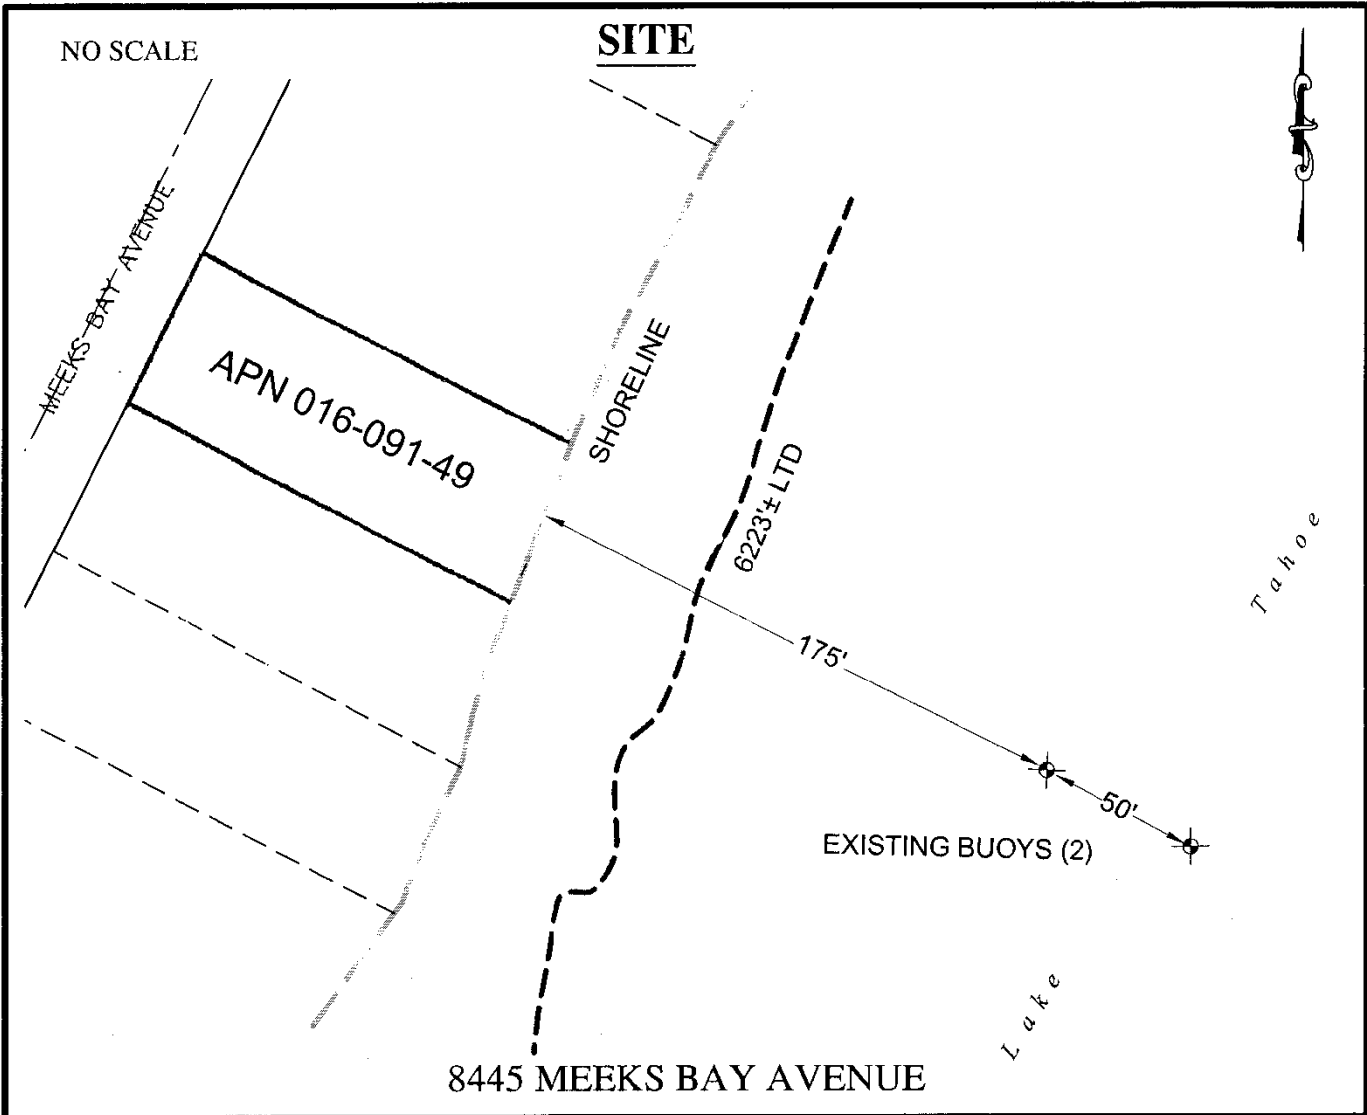 NO SCALE
SITE
MEEKS BAY AVENUE
APN 016-091-49
SHORELINE
6223'± LTD
175'
50'
EXISTING BUOYS (2)
Lake Tahoe
8445 MEEKS BAY AVENUE